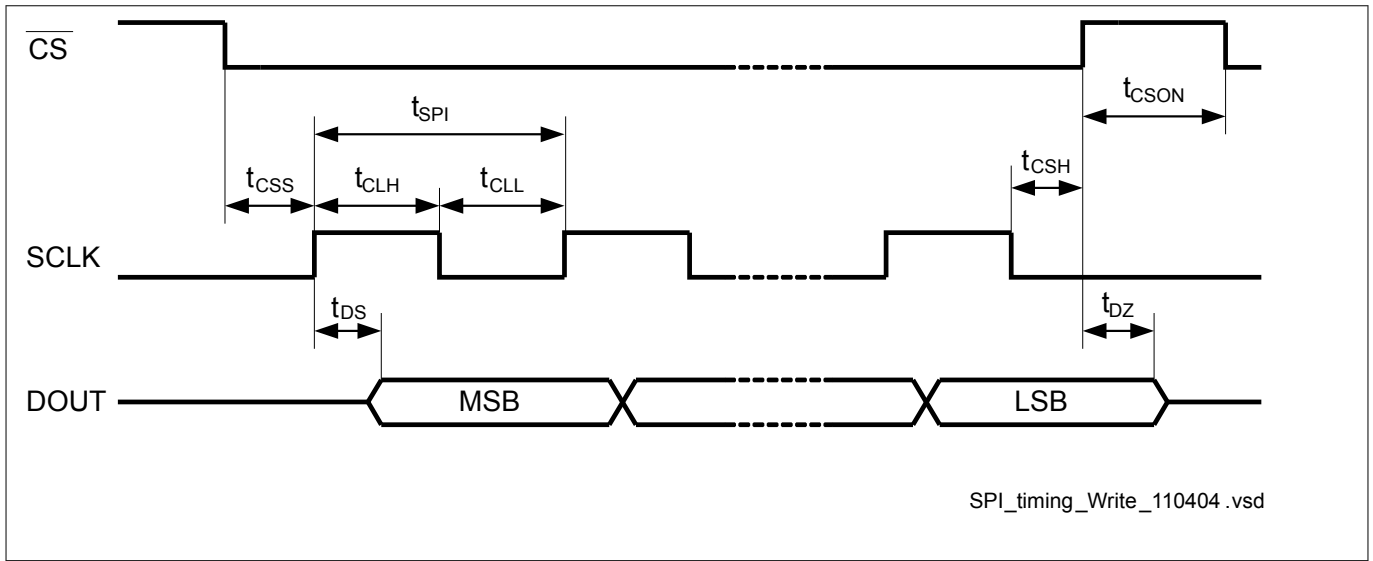 CS
tCSON
tSPI
tCSH
tCSS tCLH tCLL
SCLK
tDS tDZ
DOUT MSB LSB
SPI_timing_Write_110404 .vsd